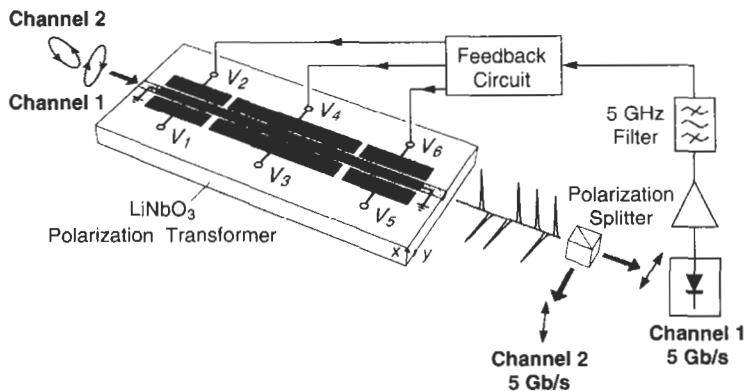 Channel 2
Channel 1
V2
V1
V4
V3
V6
V5
Feedback
Circuit
5 GHz
Filter
Polarization
Splitter
LiNbO3
Polarization Transformer
x
y
Channel 1
5 Gb/s
Channel 2
5 Gb/s